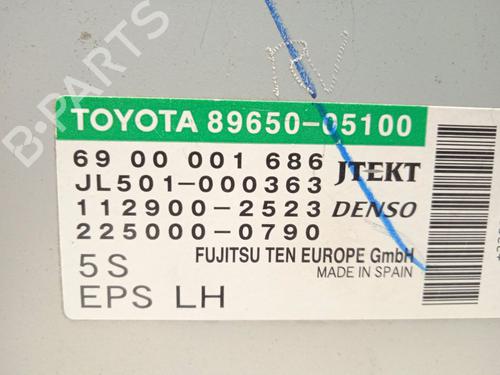 B-PARTS
TOYOTA 89650-05100
69 00 001 686 JTEKT
JL501-000363
112900-2523 DENSO
225000-0790
5S FUJITSU TEN EUROPE GmbH
MADE IN SPAIN
EPS LH